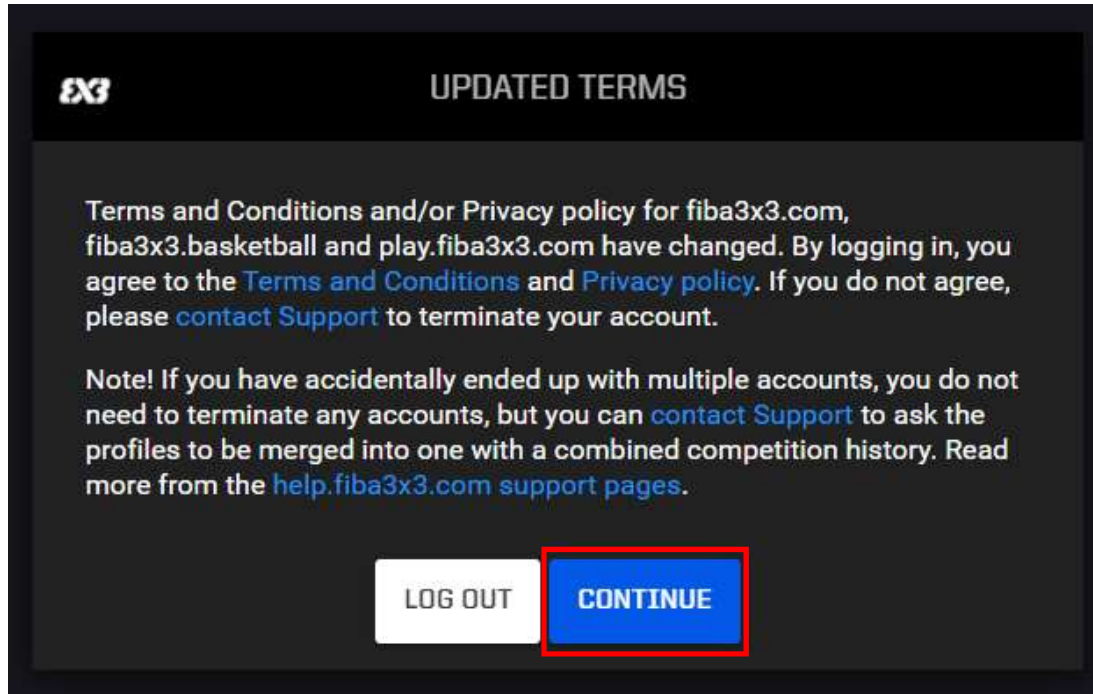 3X3
UPDATED TERMS
Terms and Conditions and/or Privacy policy for fiba3x3.com,
fiba3x3.basketball and play.fiba3x3.com have changed. By logging in, you
agree to the Terms and Conditions and Privacy policy. If you do not agree,
please contact Support to terminate your account.
Note! If you have accidentally ended up with multiple accounts, you do not
need to terminate any accounts, but you can contact Support to ask the
profiles to be merged into one with a combined competition history. Read
more from the help.fiba3x3.com support pages.
LOG OUT
CONTINUE